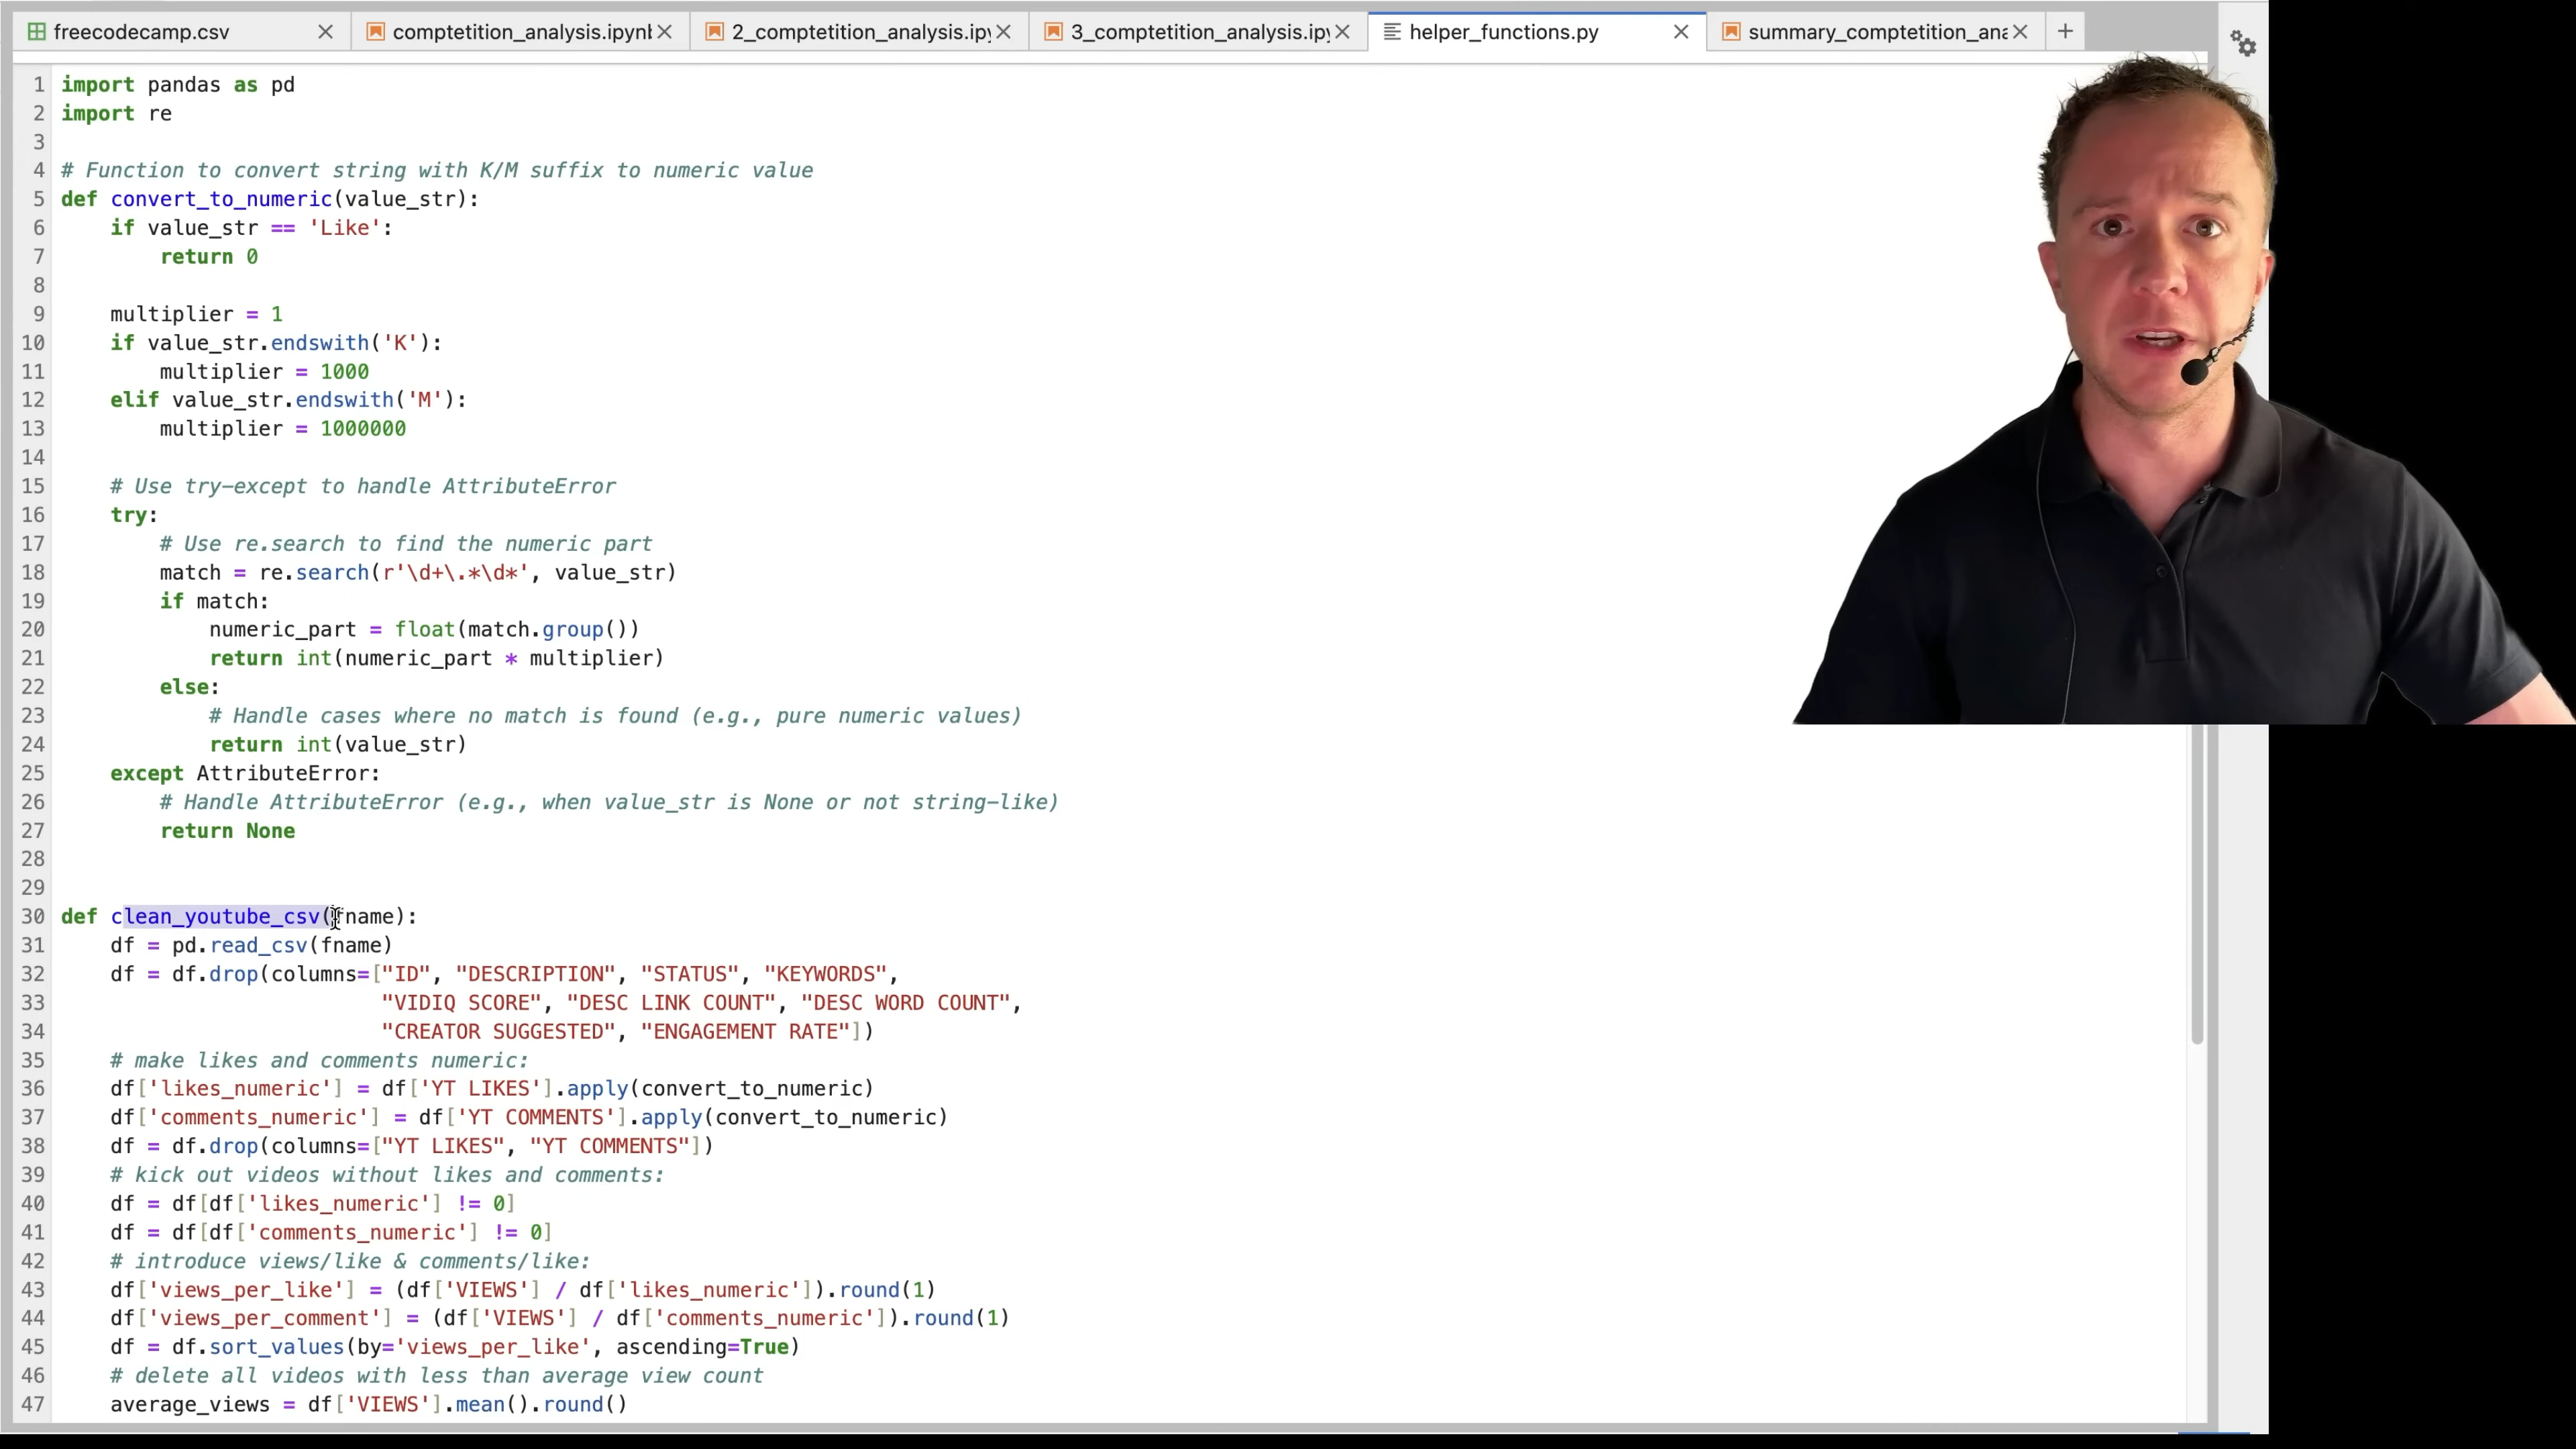 freecodecamp.csv
comptetition_analysis.ipynb
2_comptetition_analysis.ipy
3_comptetition_analysis.ipy
helper_functions.py
summary_comptetition_ana
1 import pandas as pd
2 import re
3
4 # Function to convert string with K/M suffix to numeric value
5 def convert_to_numeric(value_str):
6 if value_str == 'Like':
7 return 0
8
9 multiplier = 1
10 if value_str.endswith('K'):
11 multiplier = 1000
12 elif value_str.endswith('M'):
13 multiplier = 1000000
14
15 # Use try-except to handle AttributeError
16 try:
17 # Use re.search to find the numeric part
18 match = re.search(r'\d+\.*\d*', value_str)
19 if match:
20 numeric_part = float(match.group())
21 return int(numeric_part * multiplier)
22 else:
23 # Handle cases where no match is found (e.g., pure numeric values)
24 return int(value_str)
25 except AttributeError:
26 # Handle AttributeError (e.g., when value_str is None or not string-like)
27 return None
28
29
30 def clean_youtube_csv(fname):
31 df = pd.read_csv(fname)
32 df = df.drop(columns=["ID", "DESCRIPTION", "STATUS", "KEYWORDS",
33 "VIDIQ SCORE", "DESC LINK COUNT", "DESC WORD COUNT",
34 "CREATOR SUGGESTED", "ENGAGEMENT RATE"])
35 # make likes and comments numeric:
36 df['likes_numeric'] = df['YT LIKES'].apply(convert_to_numeric)
37 df['comments_numeric'] = df['YT COMMENTS'].apply(convert_to_numeric)
38 df = df.drop(columns=["YT LIKES", "YT COMMENTS"])
39 # kick out videos without likes and comments:
40 df = df[df['likes_numeric'] != 0]
41 df = df[df['comments_numeric'] != 0]
42 # introduce views/like & comments/like:
43 df['views_per_like'] = (df['VIEWS'] / df['likes_numeric']).round(1)
44 df['views_per_comment'] = (df['VIEWS'] / df['comments_numeric']).round(1)
45 df = df.sort_values(by='views_per_like', ascending=True)
46 # delete all videos with less than average view count
47 average_views = df['VIEWS'].mean().round()